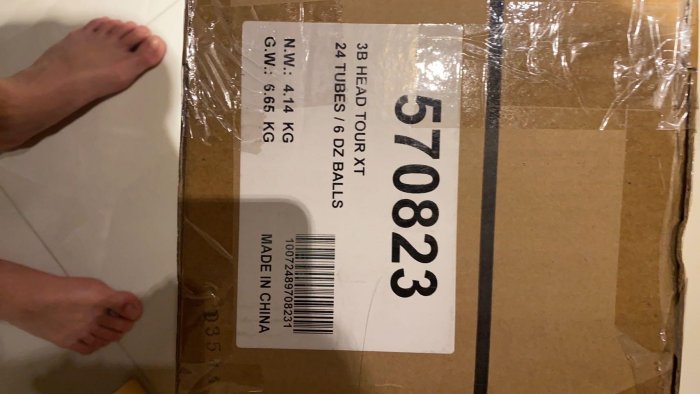 570823
3B HEAD TOUR XT
24 TUBES / 6 DZ BALLS
N.W.: 4.14 KG
G.W.: 5.65 KG
10072489708231
MADE IN CHINA